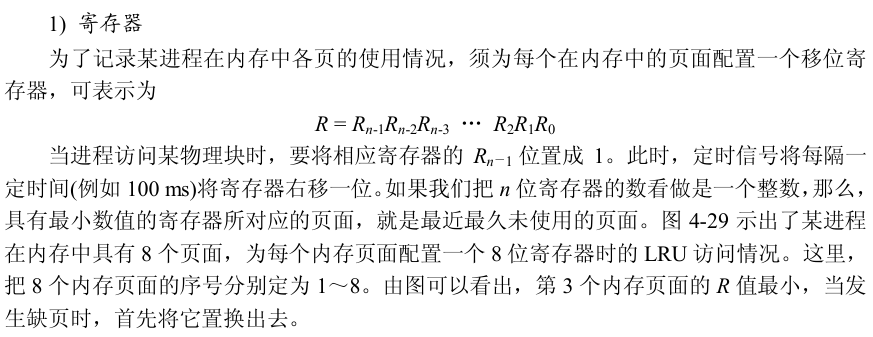 1) 寄存器
为了记录某进程在内存中各页的使用情况，须为每个在内存中的页面配置一个移位寄
存器，可表示为
R = Rn-1Rn-2Rn-3 … R2R1R0
当进程访问某物理块时，要将相应寄存器的 Rn−1 位置成 1。此时，定时信号将每隔一
定时间(例如 100 ms)将寄存器右移一位。如果我们把 n 位寄存器的数看做是一个整数，那么，
具有最小数值的寄存器所对应的页面，就是最近最久未使用的页面。图 4-29 示出了某进程
在内存中具有 8 个页面，为每个内存页面配置一个 8 位寄存器时的 LRU 访问情况。这里，
把 8 个内存页面的序号分别定为 1～8。由图可以看出，第 3 个内存页面的 R 值最小，当发
生缺页时，首先将它置换出去。